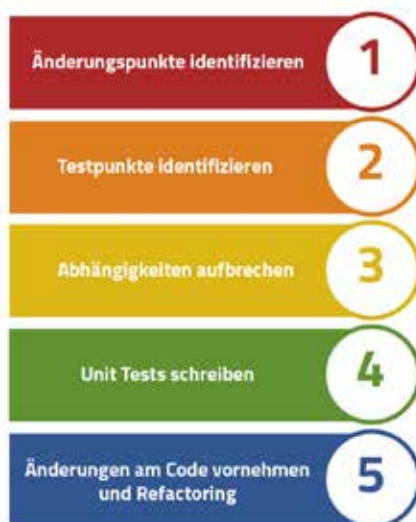 Änderungspunkte identifizieren
1
Testpunkte identifizieren
2
Abhängigkeiten aufbrechen
3
Unit Tests schreiben
4
Änderungen am Code vornehmen
und Refactoring
5